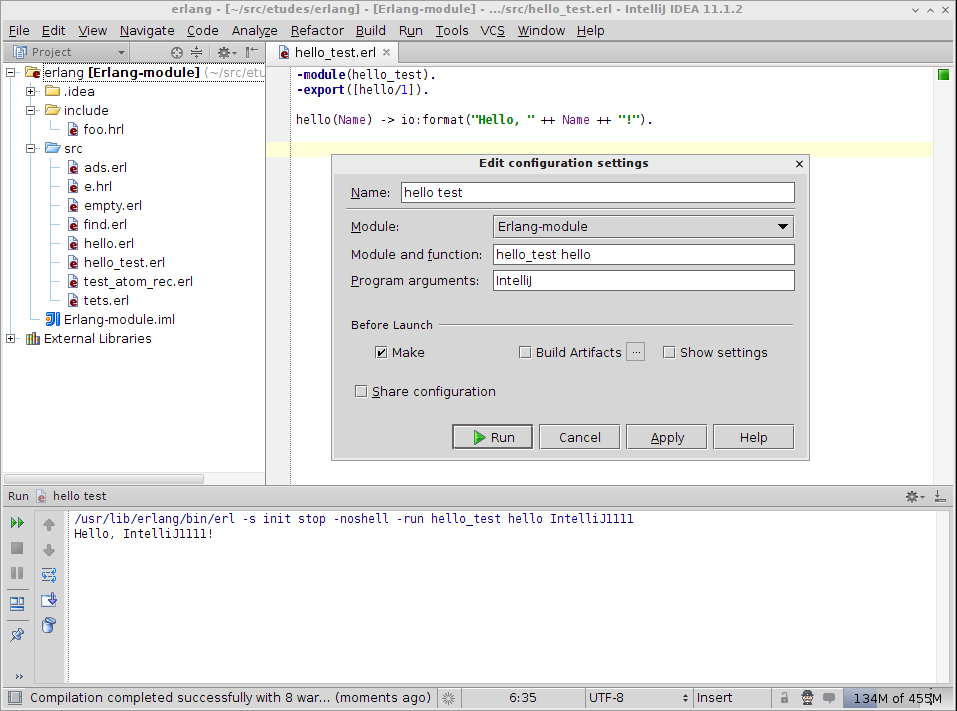 erlang - [~/src/etudes/erlang] - [Erlang-module] - .../src/hello_test.erl - IntelliJ IDEA 11.1.2
File Edit View Navigate Code Analyze Refactor Build Run Tools VCS Window Help
Project
hello_test.erl
erlang [Erlang-module] (~/src/etu
.idea
include
foo.hrl
src
ads.erl
e.hrl
empty.erl
find.erl
hello.erl
hello_test.erl
test_atom_rec.erl
tets.erl
Erlang-module.iml
External Libraries
-module(hello_test).
-export([hello/1]).
hello(Name) -> io:format("Hello, " ++ Name ++ "!").
Edit configuration settings
Name: hello test
Module: Erlang-module
Module and function: hello_test hello
Program arguments: IntelliJ
Before Launch
Make Build Artifacts ... Show settings
Share configuration
Run Cancel Apply Help
Run hello test
/usr/lib/erlang/bin/erl -s init stop -noshell -run hello_test hello IntelliJ1111
Hello, IntelliJ1111!
Compilation completed successfully with 8 war... (moments ago) 6:35 UTF-8 Insert 134M of 455M